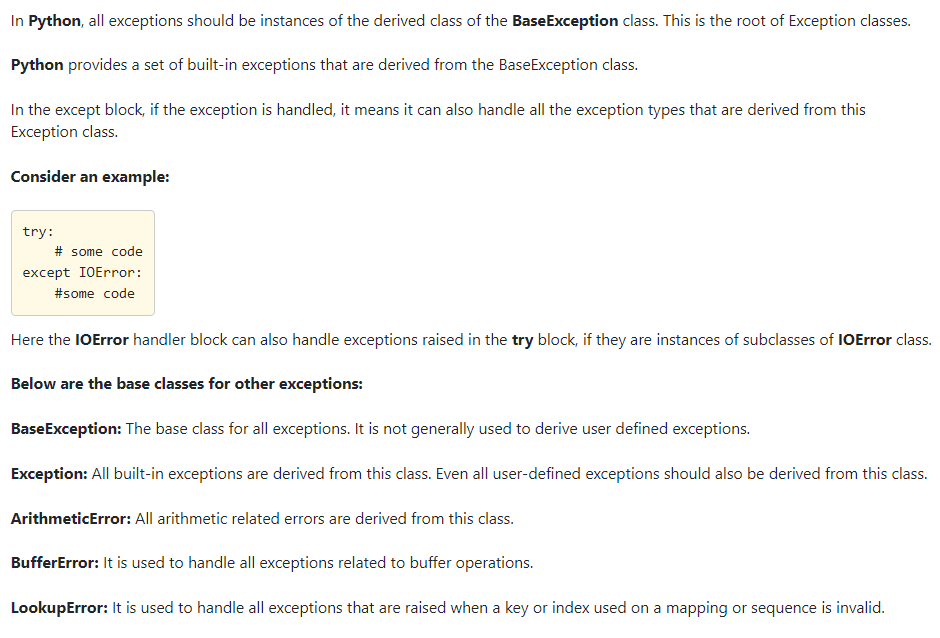 In Python, all exceptions should be instances of the derived class of the BaseException class. This is the root of Exception classes.
Python provides a set of built-in exceptions that are derived from the BaseException class.
In the except block, if the exception is handled, it means it can also handle all the exception types that are derived from this
Exception class.
Consider an example:
try:
    # some code
except IOError:
    #some code
Here the IOError handler block can also handle exceptions raised in the try block, if they are instances of subclasses of IOError class.
Below are the base classes for other exceptions:
BaseException: The base class for all exceptions. It is not generally used to derive user defined exceptions.
Exception: All built-in exceptions are derived from this class. Even all user-defined exceptions should also be derived from this class.
ArithmeticError: All arithmetic related errors are derived from this class.
BufferError: It is used to handle all exceptions related to buffer operations.
LookupError: It is used to handle all exceptions that are raised when a key or index used on a mapping or sequence is invalid.